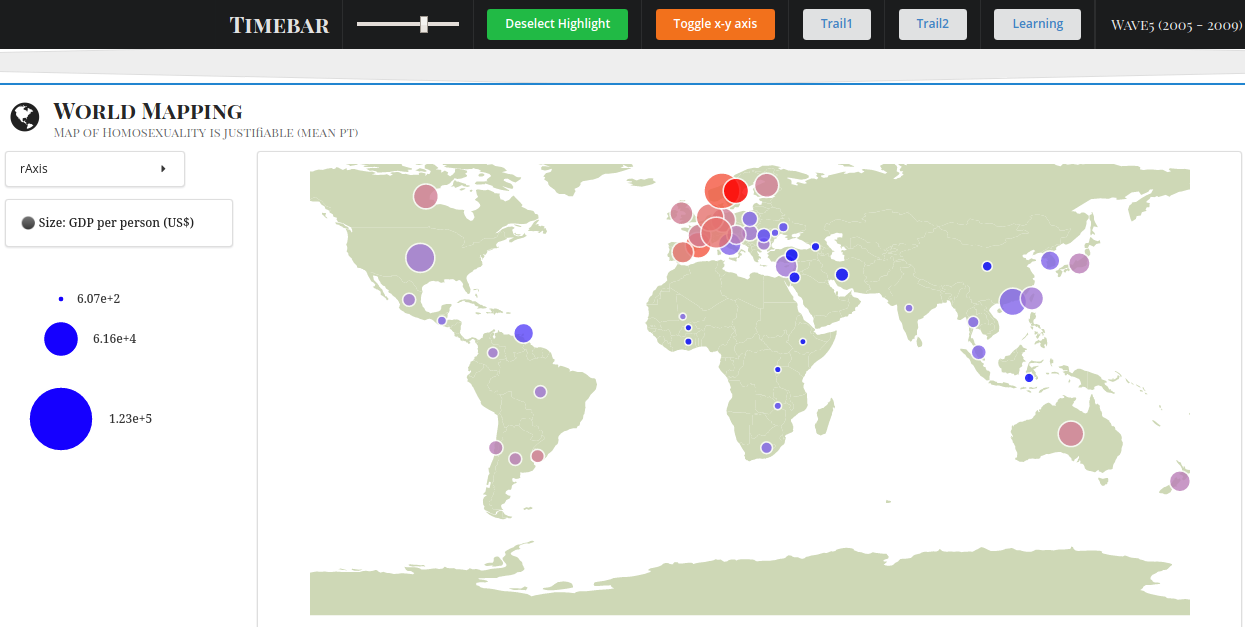 Timebar
Deselect Highlight
Toggle x-y axis
Trail1
Trail2
Learning
Wave5 (2005 - 2009)
World Mapping
Map of Homosexuality is justifiable (mean pt)
rAxis
Size: GDP per person (US$)
6.07e+2
6.16e+4
1.23e+5